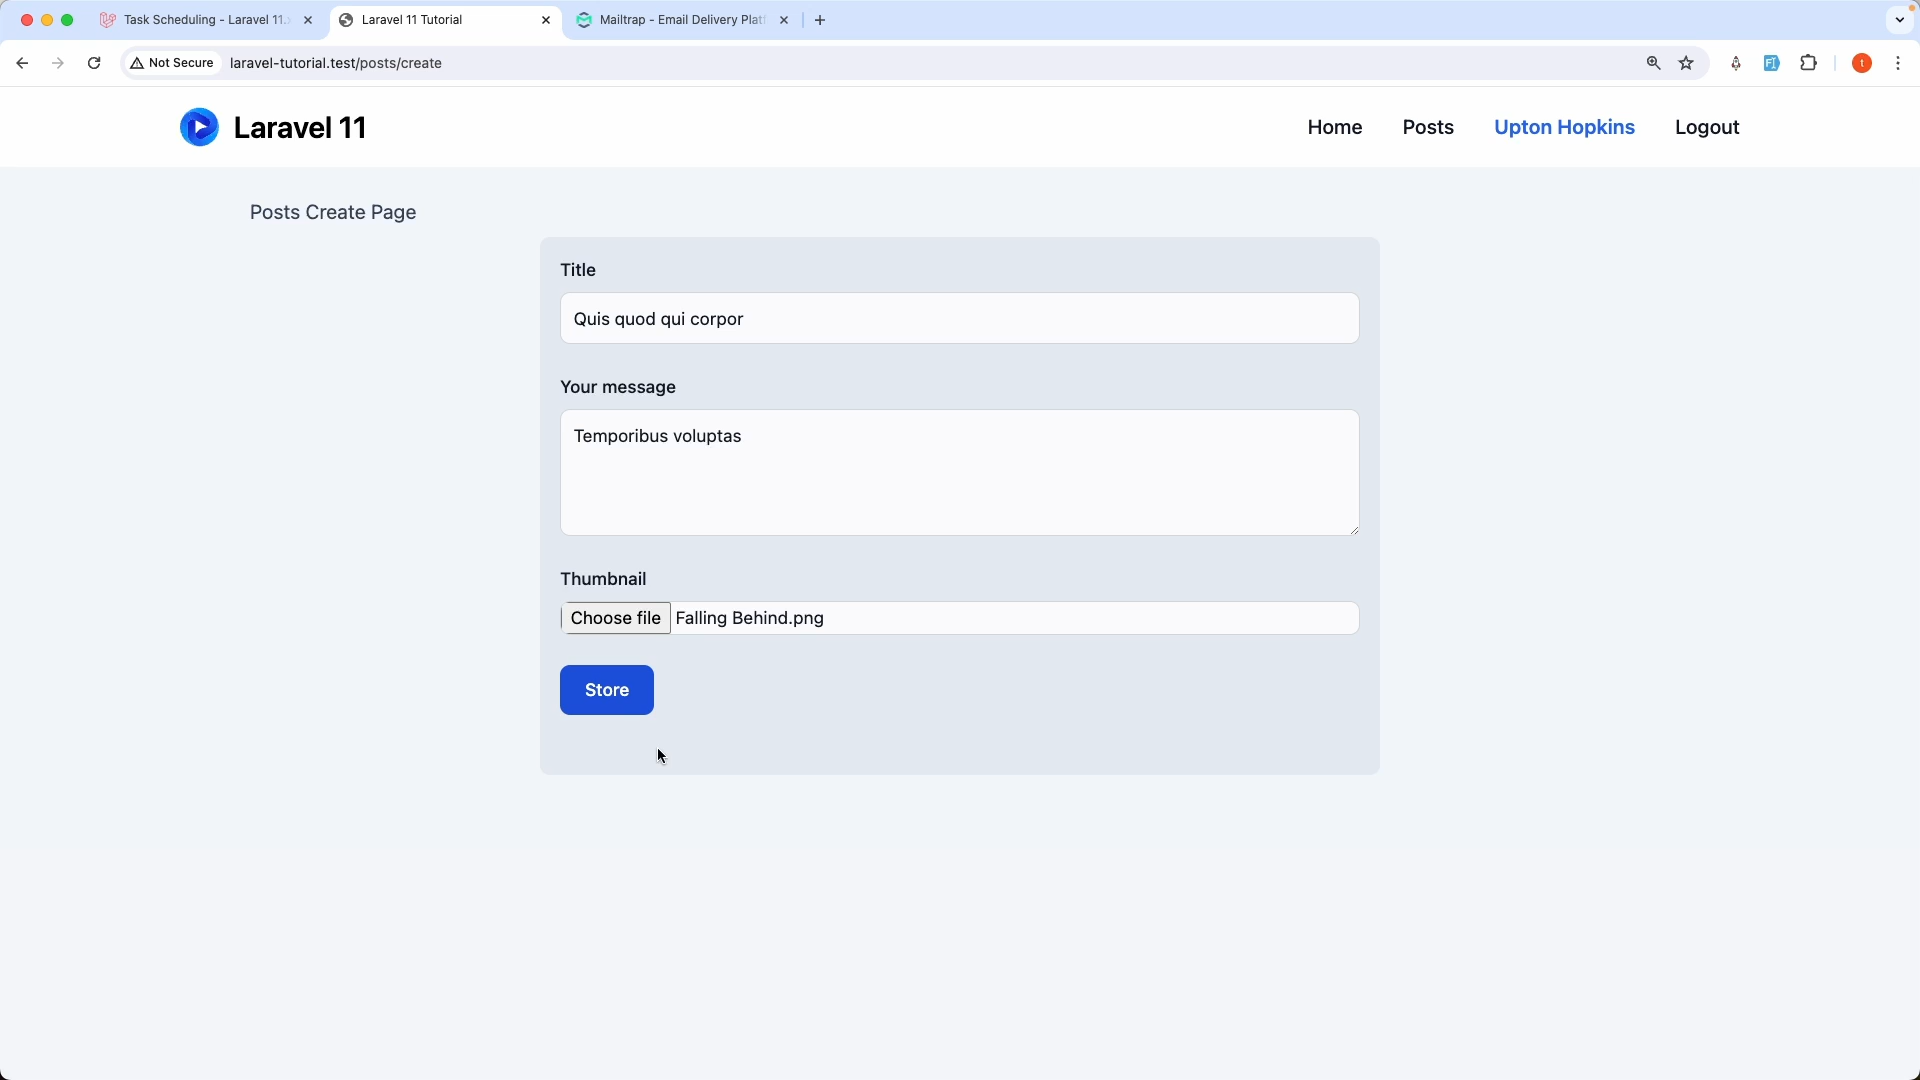 Task Scheduling - Laravel 11.
Laravel 11 Tutorial
Mailtrap - Email Delivery Plat
Not Secure
laravel-tutorial.test/posts/create
t
Laravel 11
Home
Posts
Upton Hopkins
Logout
Posts Create Page
Title
Quis quod qui corpor
Your message
Temporibus voluptas
Thumbnail
Choose file Falling Behind.png
Store